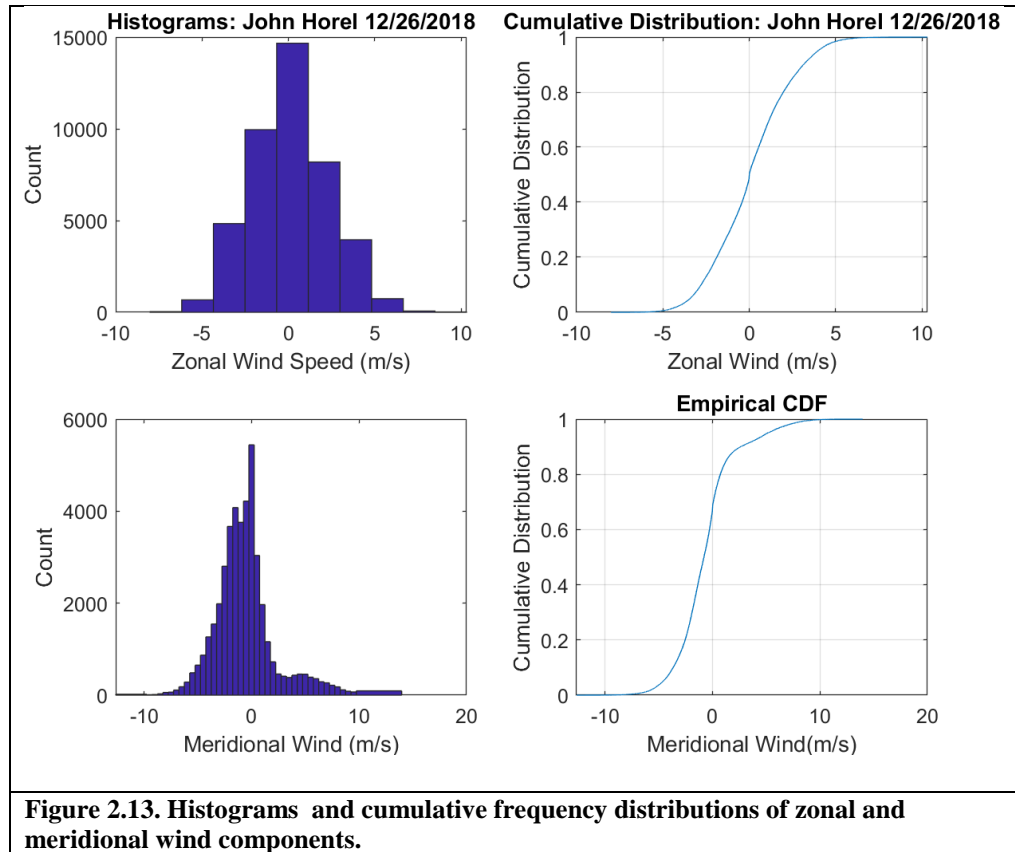 Histograms: John Horel 12/26/2018
15000
10000
5000
0
Count
-10
-5
0
5
10
Zonal Wind Speed (m/s)
Cumulative Distribution: John Horel 12/26/2018
1
0.8
0.6
0.4
0.2
0
Cumulative Distribution
-10
-5
0
5
10
Zonal Wind (m/s)
6000
4000
2000
0
Count
-10
0
10
20
Meridional Wind (m/s)
Empirical CDF
1
0.8
0.6
0.4
0.2
0
Cumulative Distribution
-10
0
10
20
Meridional Wind(m/s)
Figure 2.13. Histograms  and cumulative frequency distributions of zonal and
meridional wind components.